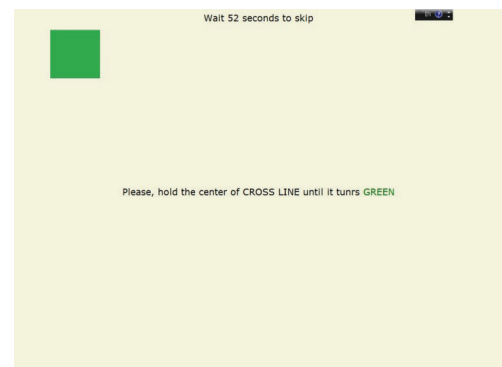 Wait 52 seconds to skip
Please, hold the center of CROSS LINE until it tunrs GREEN